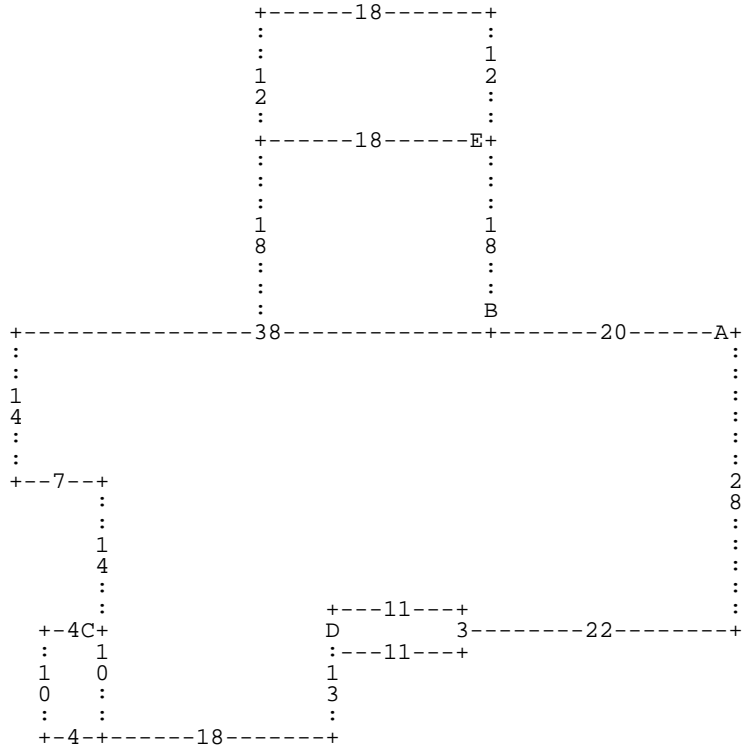 +------18-------+
:               :
:               1
1               2
2               :
:               :
+------18------E+
:               :
:               :
:               :
1               1
8               8
:               :
:               :
:               B
+----------------38--------------+-------20------A+
:                                                 :
:                                                 :
1                                                 :
4                                                 :
:                                                 :
:                                                 :
+--7--+                                           2
      :                                           8
      :                                           :
      1                                           :
      4                                           :
      :                                           :
      :               +---11---+                  :
  +-4C+               D        3--------22--------+
  :   1               :---11---+
  1   0               1
  0   :               3
  :   :               :
  +-4-+------18-------+